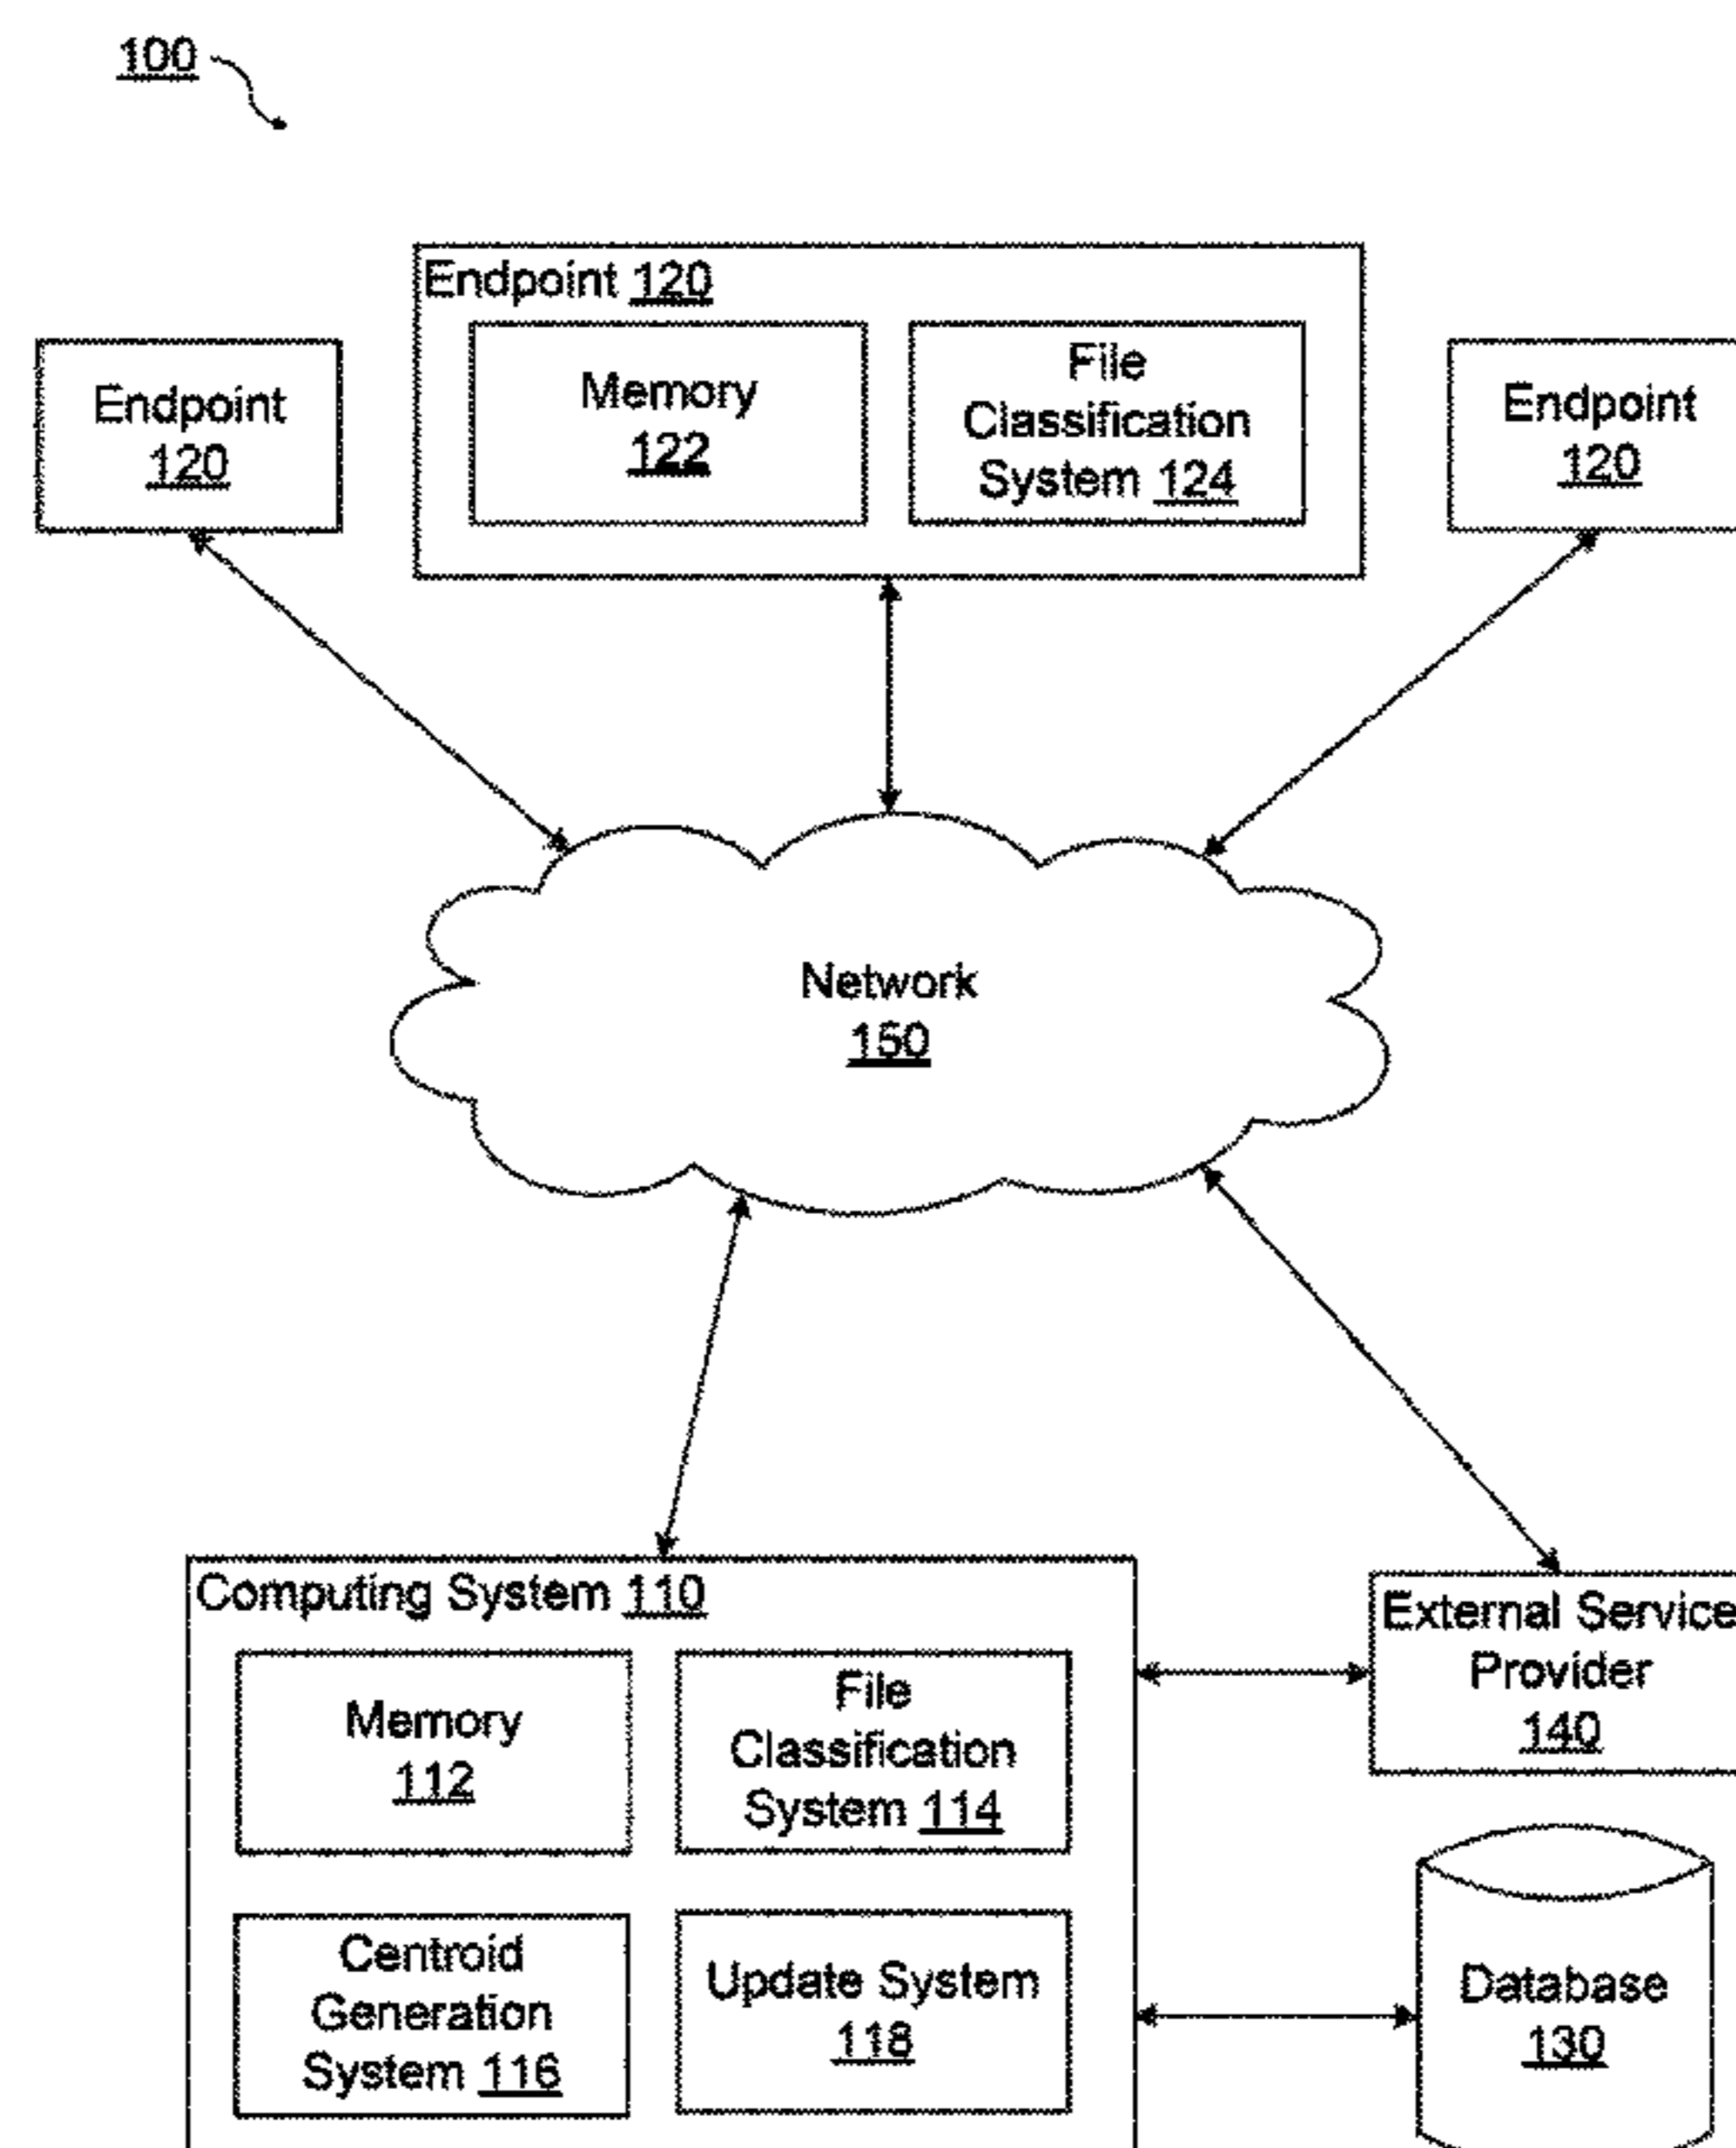 100
Endpoint 120
Memory
122
File
Classification
System 124
Endpoint
120
Endpoint
120
Network
150
Computing System 110
Memory
112
File
Classification
System 114
Centroid
Generation
System 116
Update System
118
External Service
Provider
140
Database
130